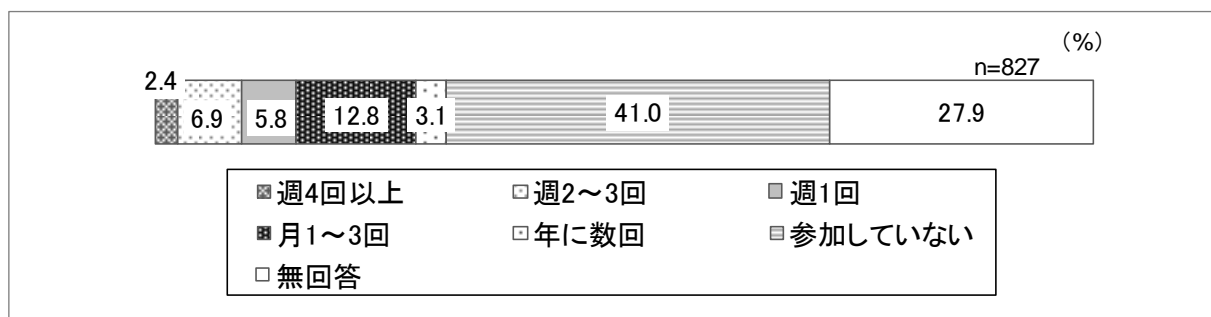 (%)
n=827
2.4
6.9 5.8 12.8 3.1 41.0 27.9
週4回以上 週2～3回 週1回
月1～3回 年に数回 参加していない
無回答